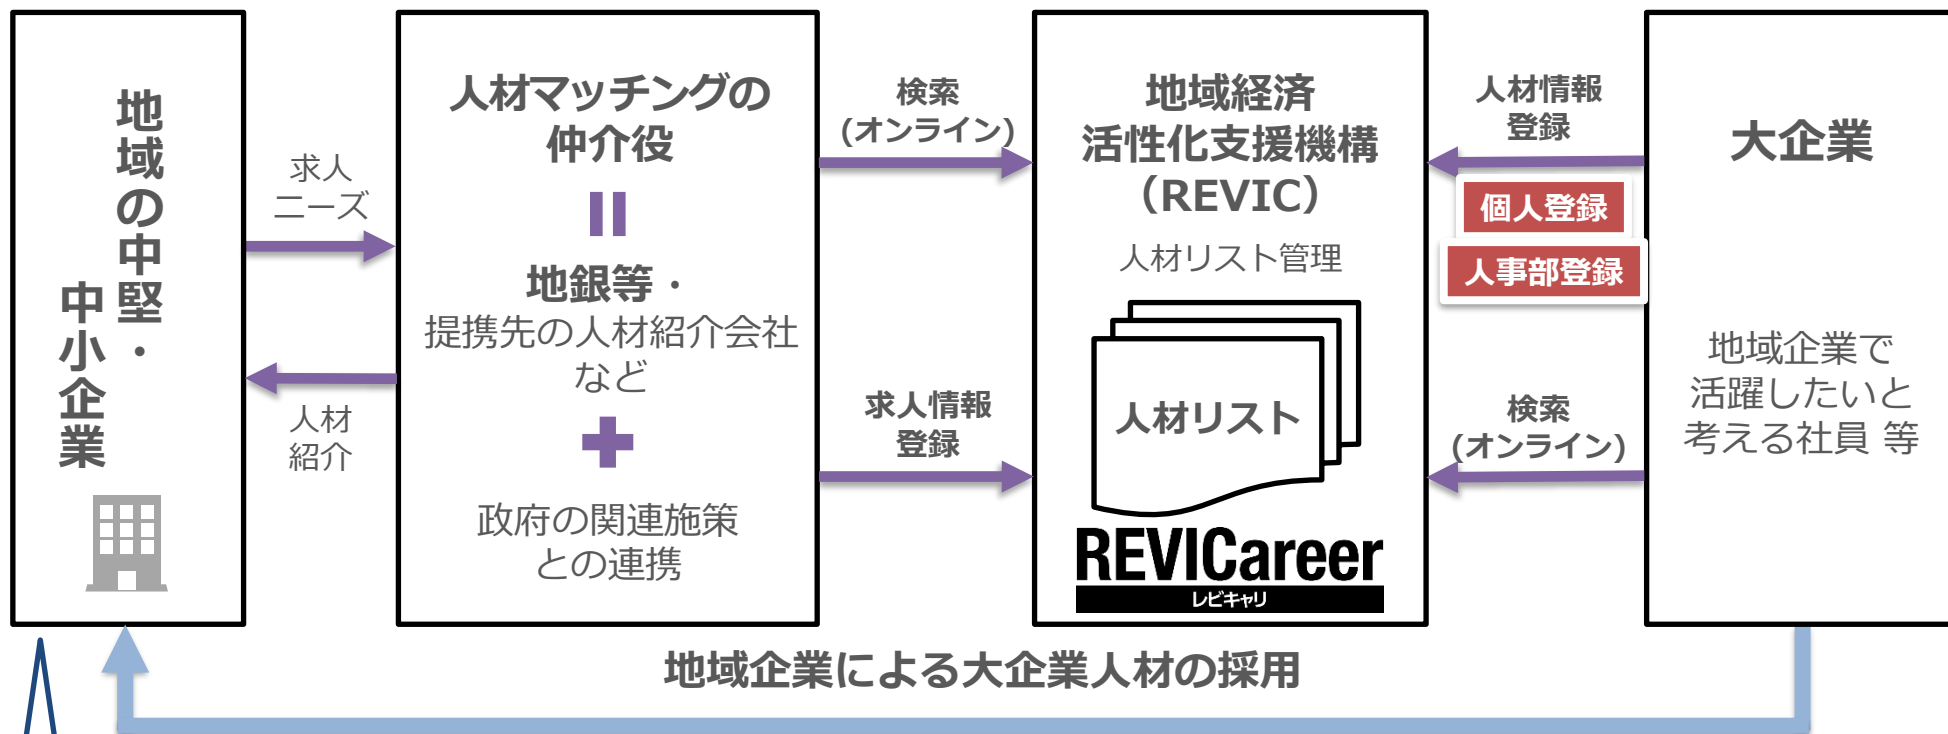 地域の中堅・
中小企業
求人
ニーズ
人材
紹介
人材マッチングの
仲介役
地銀等・
提携先の人材紹介会社
など
政府の関連施策
との連携
検索
(オンライン)
求人情報
登録
地域経済
活性化支援機構
（REVIC）
人材リスト管理
人材リスト
REVICareer
レビキャリ
人材情報
登録
個人登録
人事部登録
検索
(オンライン)
大企業
地域企業で
活躍したいと
考える社員 等
地域企業による大企業人材の採用